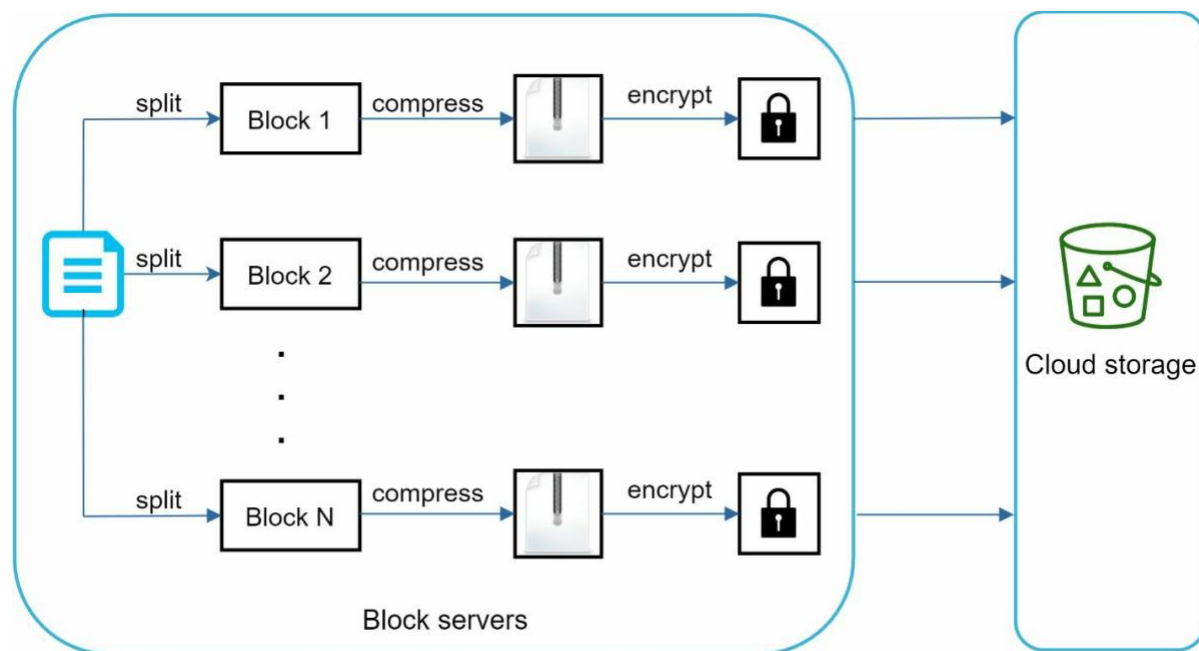 split
Block 1
compress
encrypt
split
Block 2
compress
encrypt
.
.
.
split
Block N
compress
encrypt
Block servers
Cloud storage